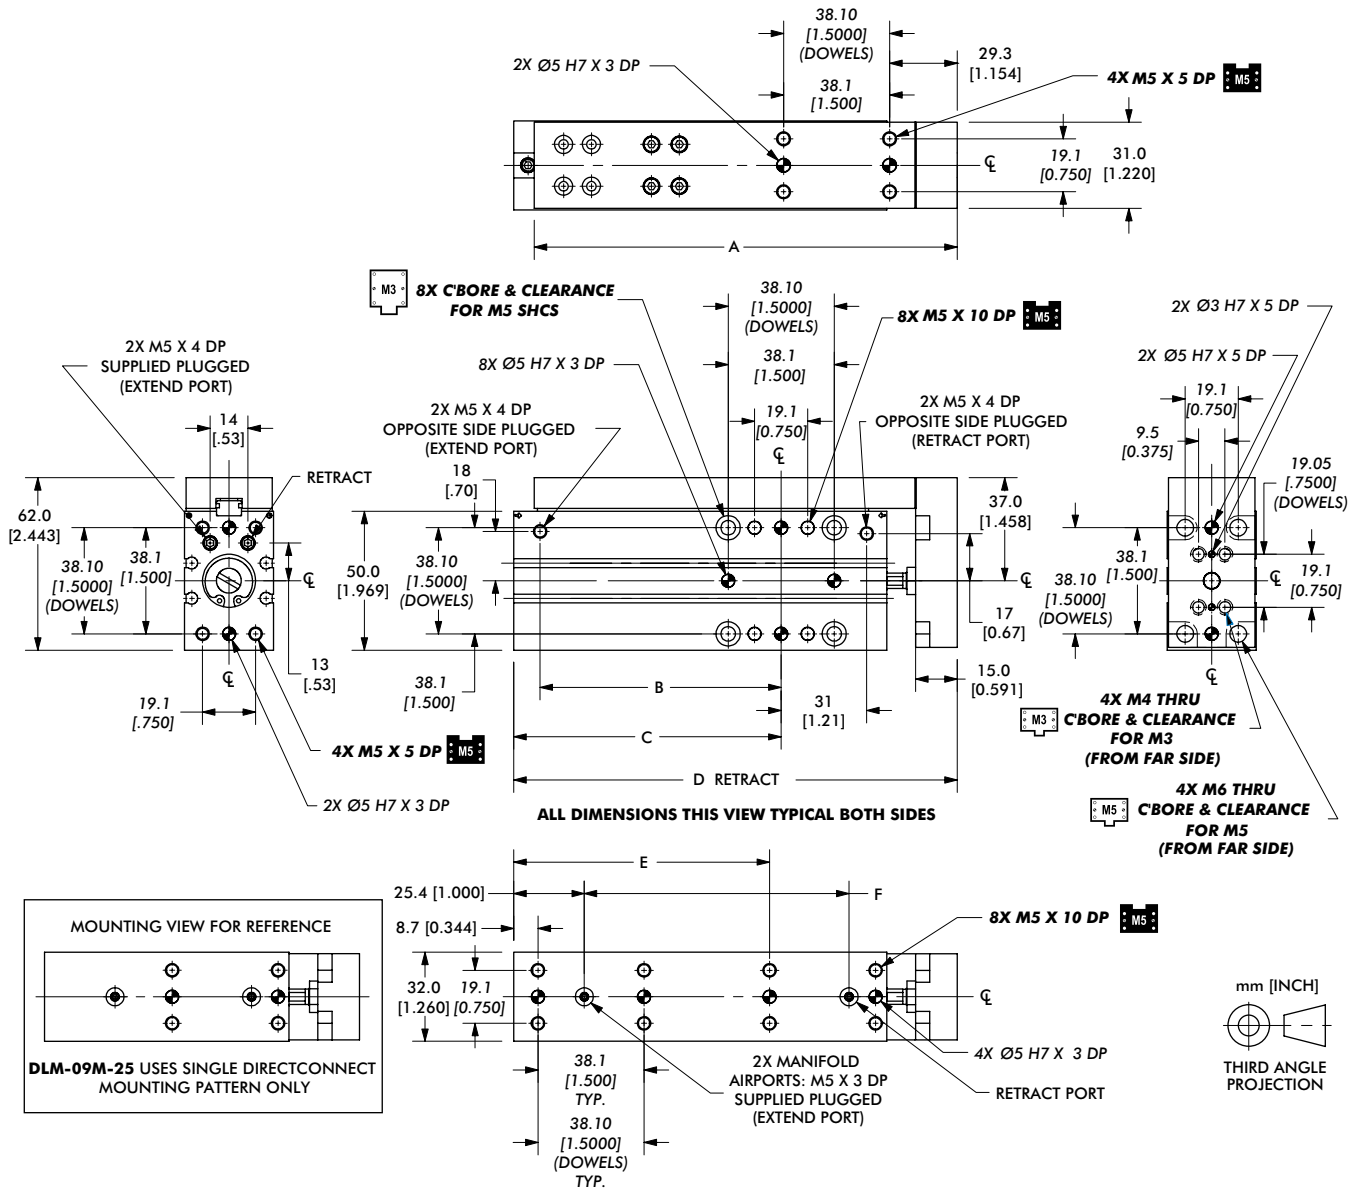 38.10
[1.5000]
(DOWELS)
2X Ø5 H7 X 3 DP
38.1
[1.500]
29.3
[1.154]
4X M5 X 5 DP M5
19.1
[0.750]
31.0
[1.220]
℄
A
M3 8X C'BORE & CLEARANCE
FOR M5 SHCS
38.10
[1.5000]
(DOWELS)
8X M5 X 10 DP M5
2X Ø3 H7 X 5 DP
2X M5 X 4 DP
SUPPLIED PLUGGED
(EXTEND PORT)
8X Ø5 H7 X 3 DP
38.1
[1.500]
2X Ø5 H7 X 5 DP
14
[.53]
2X M5 X 4 DP
OPPOSITE SIDE PLUGGED
(EXTEND PORT)
19.1
[0.750]
℄
2X M5 X 4 DP
OPPOSITE SIDE PLUGGED
(RETRACT PORT)
19.1
[0.750]
9.5
[0.375]
℄
RETRACT
18
[.70]
37.0
[1.458]
19.05
[.7500]
(DOWELS)
62.0
[2.443]
38.10
[1.5000]
(DOWELS)
38.1
[1.500]
℄
50.0
[1.969]
38.10
[1.5000]
(DOWELS)
℄
38.1
[1.500]
38.10
[1.5000]
(DOWELS)
℄
19.1
[0.750]
17
[0.67]
13
[.53]
℄
19.1
[.750]
38.1
[1.500]
B
31
[1.21]
15.0
[0.591]
℄
C
4X M5 X 5 DP M5
D RETRACT
M3 4X M4 THRU
C'BORE & CLEARANCE
FOR M3
(FROM FAR SIDE)
2X Ø5 H7 X 3 DP
ALL DIMENSIONS THIS VIEW TYPICAL BOTH SIDES
M5 4X M6 THRU
C'BORE & CLEARANCE
FOR M5
(FROM FAR SIDE)
E
25.4 [1.000]
F
8.7 [0.344]
8X M5 X 10 DP M5
MOUNTING VIEW FOR REFERENCE
32.0
[1.260]
19.1
[0.750]
℄
DLM-09M-25 USES SINGLE DIRECTCONNECT
MOUNTING PATTERN ONLY
38.1
[1.500]
TYP.
38.10
[1.5000]
(DOWELS)
TYP.
2X MANIFOLD
AIRPORTS: M5 X 3 DP
SUPPLIED PLUGGED
(EXTEND PORT)
4X Ø5 H7 X 3 DP
RETRACT PORT
mm [INCH]
THIRD ANGLE
PROJECTION